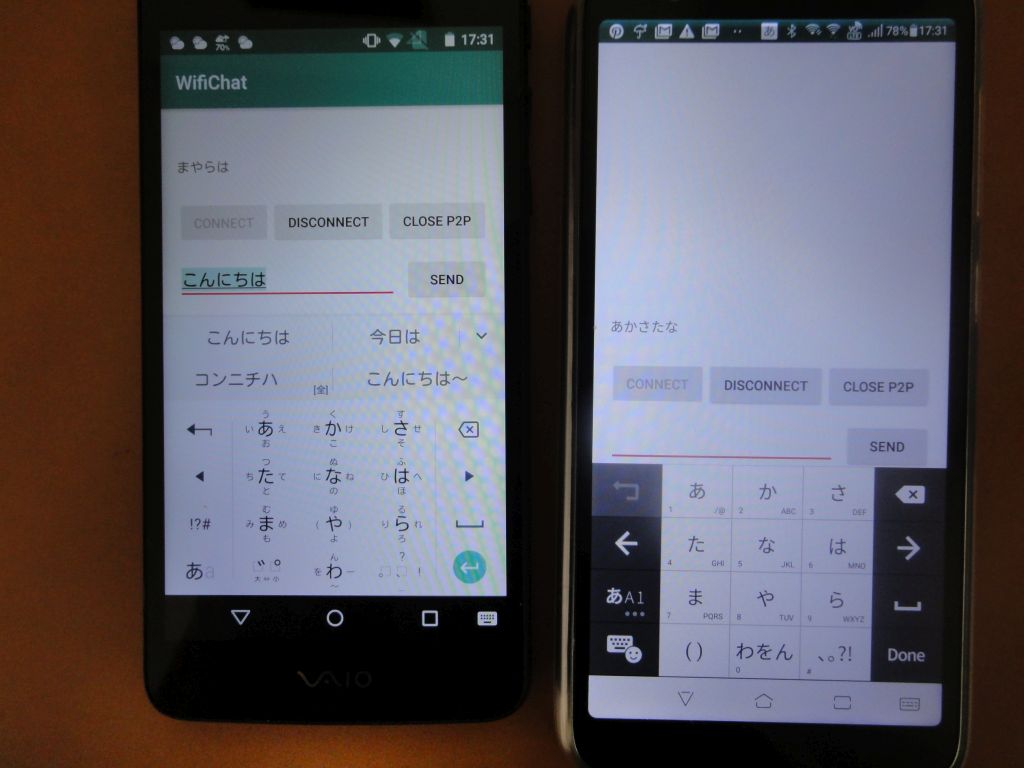 70%
17:31
WifiChat
まやらは
CONNECT DISCONNECT CLOSE P2P
こんにちは SEND
こんにちは 今日は
コンニチハ [全] こんにちは〜
う く す
い あ え き か け し さ せ
お こ そ
つ ぬ ふ
ち た て に な ね ひ は へ
と の ほ
む ゆ る
!?# み ま め ( や ) り ら れ
も よ ろ
ん ?
あa ゛゜ を わ ー 。 、 !
大⇔小 〜
VAIO
あ 78% 17:31
あかさたな
CONNECT DISCONNECT CLOSE P2P
SEND
あ か さ
1 /@ 2 ABC 3 DEF
た な は
4 GHI 5 JKL 6 MNO
あA1 ま や ら
7 PQRS 8 TUV 9 WXYZ
() わをん 、。?! Done
0 #